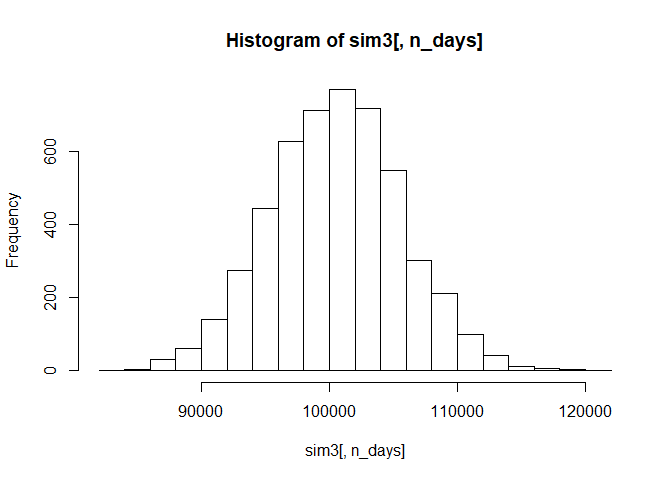 Histogram of sim3[, n_days]
Frequency
600
400
200
0
90000 100000 110000 120000
sim3[, n_days]